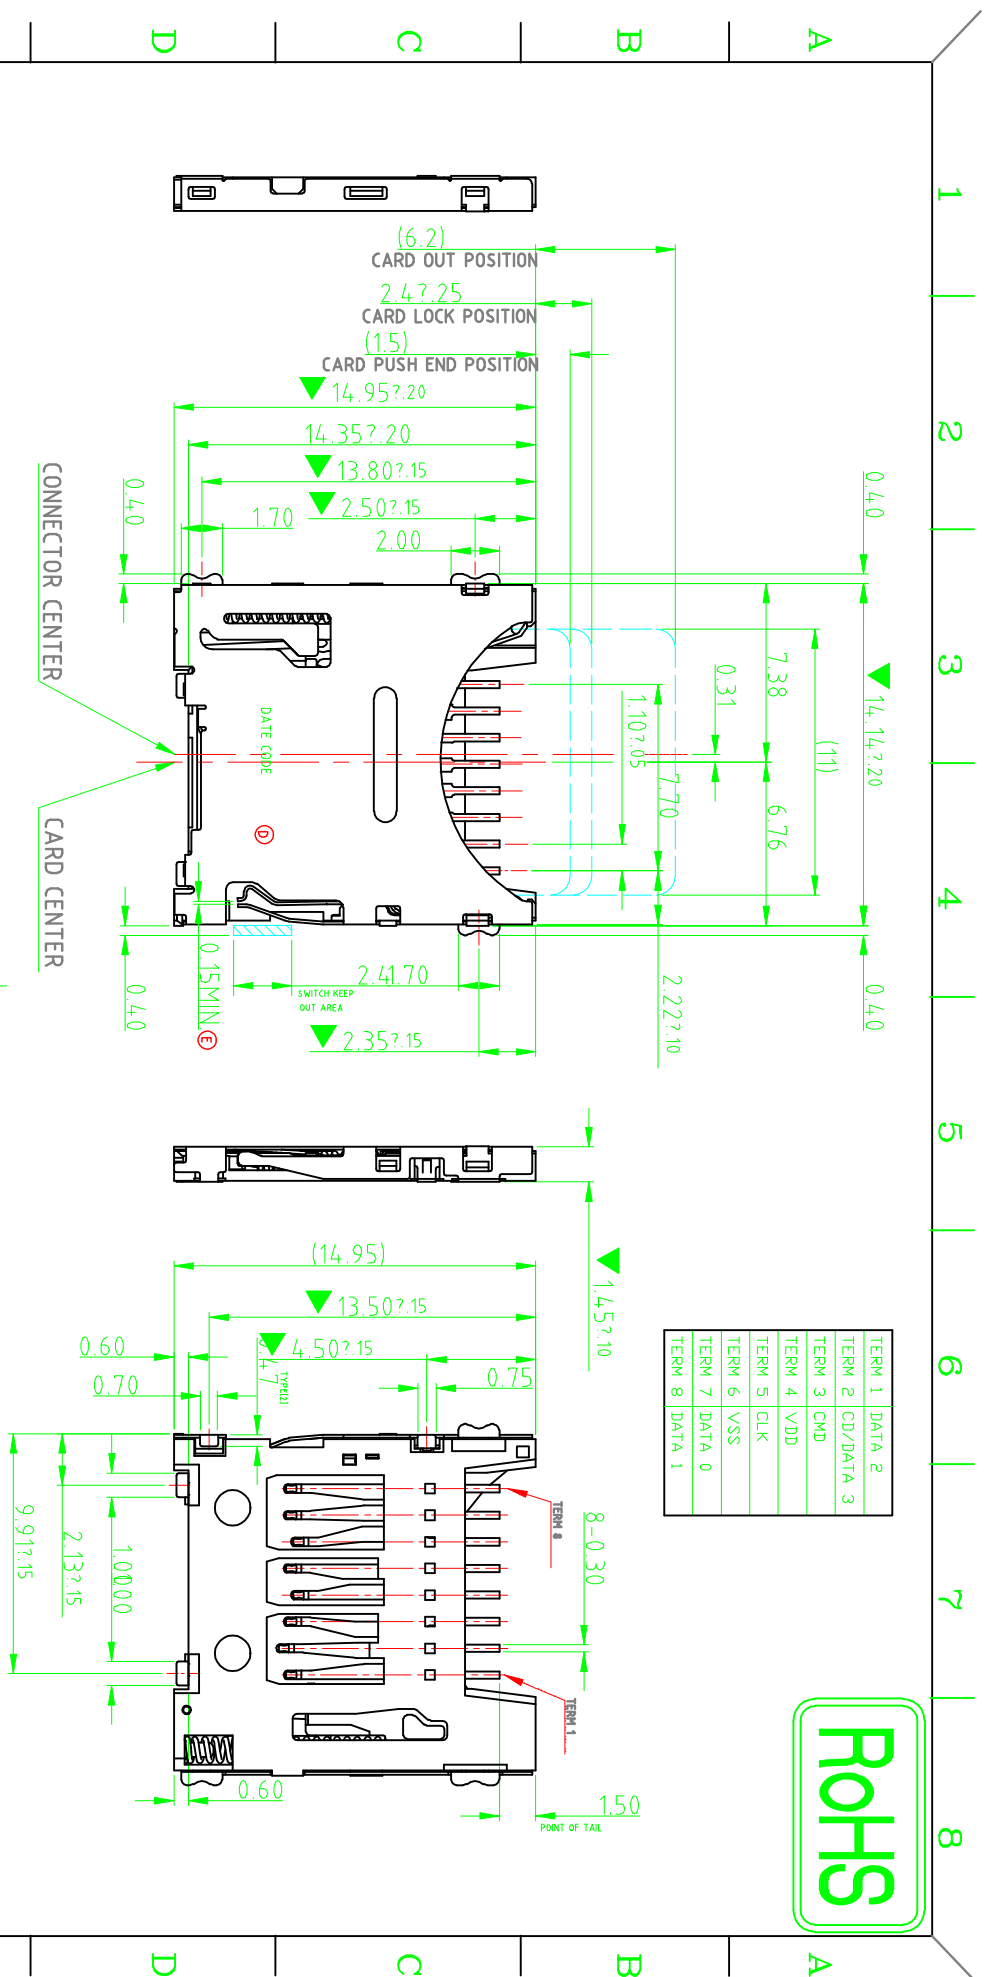 D
C
B
A
1
2
3
4
5
6
7
8
(6.2)
CARD OUT POSITION
2.4?.25
CARD LOCK POSITION
(1.5)
CARD PUSH END POSITION
14.95?.20
14.35?.20
13.80?.15
2.50?.15
2.00
1.70
0.40
0.40
CONNECTOR CENTER
CARD CENTER
DATE CODE
D
7.38
0.31
14.14?.20
(11)
1.10?.05
7.70
6.76
0.15MIN
E
0.40
0.40
2.4
1.70
SWITCH KEEP
OUT AREA
2.35?.15
2.22?.10
1.45?.10
(14.95)
13.50?.15
4.50?.15
TYPE(2)
0.60
0.70
0.75
TERM 1 DATA 2
TERM 2 CD/DATA 3
TERM 3 CMD
TERM 4 VDD
TERM 5 CLK
TERM 6 VSS
TERM 7 DATA 0
TERM 8 DATA 1
TERM 8
8-0.30
TERM 1
9.91?.15
2.13?.15
0.60
1.50
POINT OF TAIL
RoHS
D
C
B
A